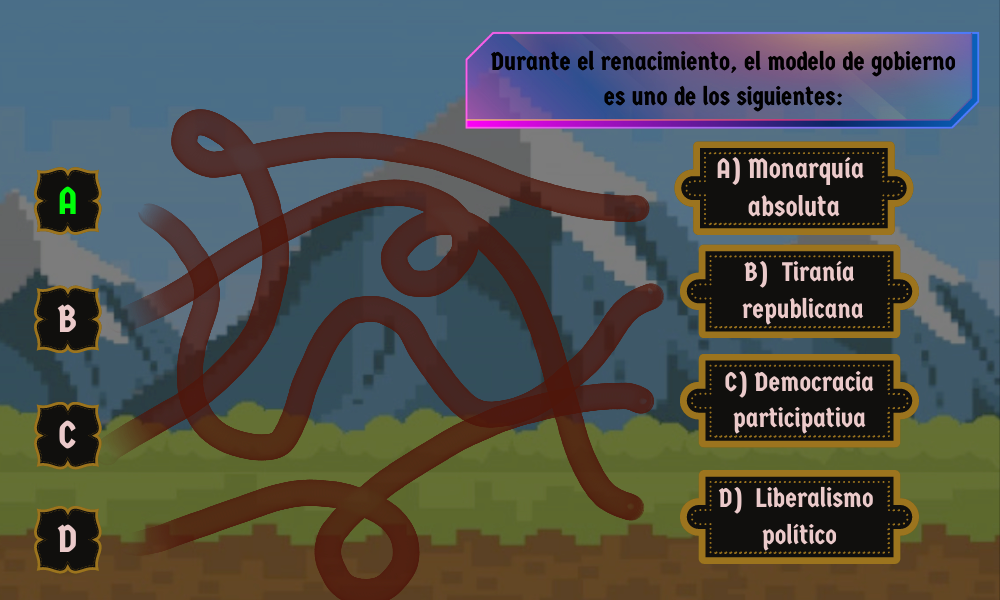 Durante el renacimiento, el modelo de gobierno
es uno de los siguientes:
A
B
C
D
A) Monarquía
absoluta
B) Tiranía
republicana
C) Democracia
participativa
D) Liberalismo
político